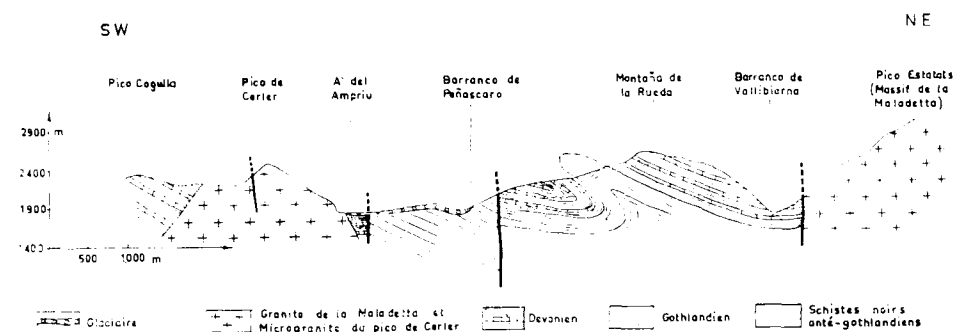 SW
NE
Pico Cogulla
Pico de
Cerler
Aº del
Ampriu
Barranco de
Peñascaro
Montaña de
la Rueda
Barranco de
Vallibierna
Pico Estatats
(Massif de la
Maladetta)
2900 m
2400
1900
1400
500 1000 m
Glaciaire
Granite de la Maladetta et
Microgranite du pico de Cerler
Devonien
Gothlandien
Schistes noirs
anté-gothlandiens